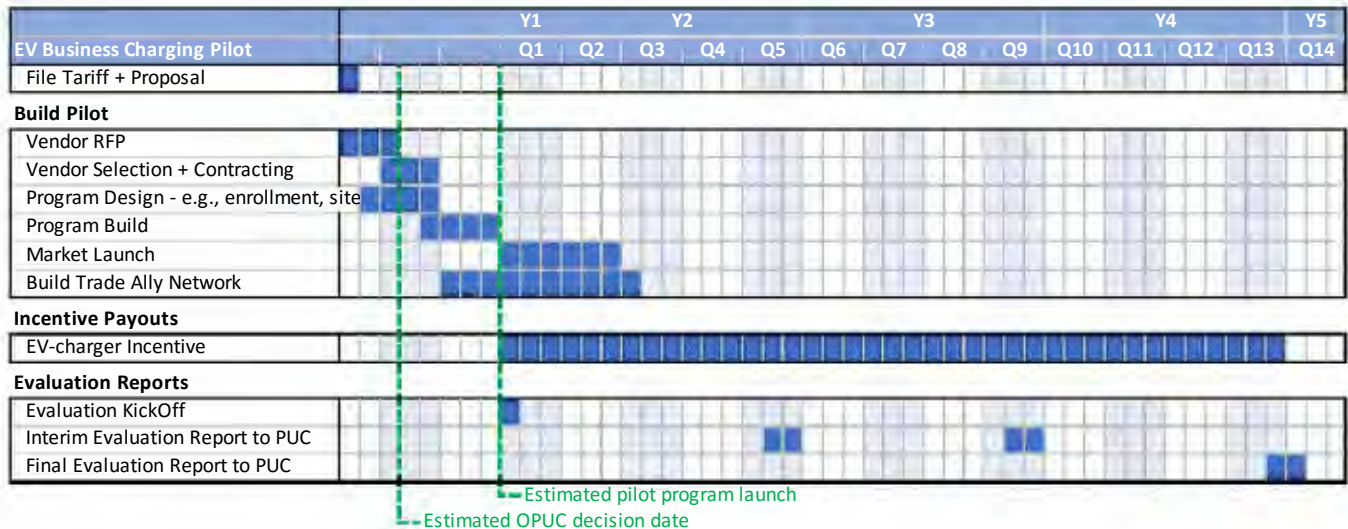 Y1 Y2 Y3 Y4 Y5
EV Business Charging Pilot Q1 Q2 Q3 Q4 Q5 Q6 Q7 Q8 Q9 Q10 Q11 Q12 Q13 Q14
File Tariff + Proposal
Build Pilot
Vendor RFP
Vendor Selection + Contracting
Program Design - e.g., enrollment, site
Program Build
Market Launch
Build Trade Ally Network
Incentive Payouts
EV-charger Incentive
Evaluation Reports
Evaluation KickOff
Interim Evaluation Report to PUC
Final Evaluation Report to PUC
Estimated pilot program launch
Estimated OPUC decision date